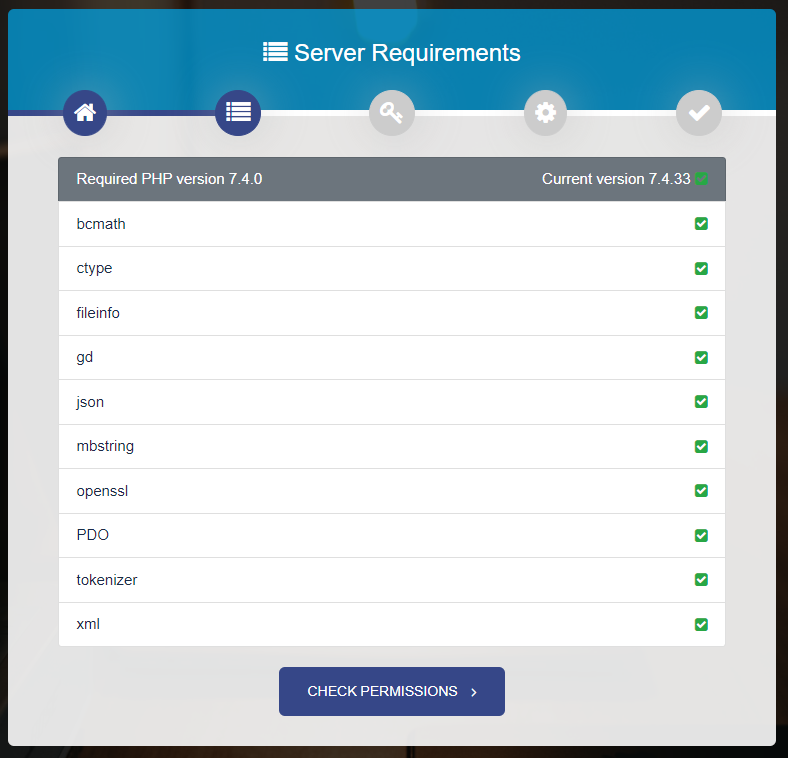 Server Requirements
Required PHP version 7.4.0 Current version 7.4.33
bcmath
ctype
fileinfo
gd
json
mbstring
openssl
PDO
tokenizer
xml
CHECK PERMISSIONS